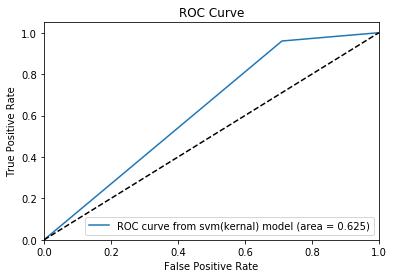 ROC Curve
1.0
0.8
0.6
0.4
0.2
0.0
True Positive Rate
ROC curve from svm(kernal) model (area = 0.625)
0.0 0.2 0.4 0.6 0.8 1.0
False Positive Rate